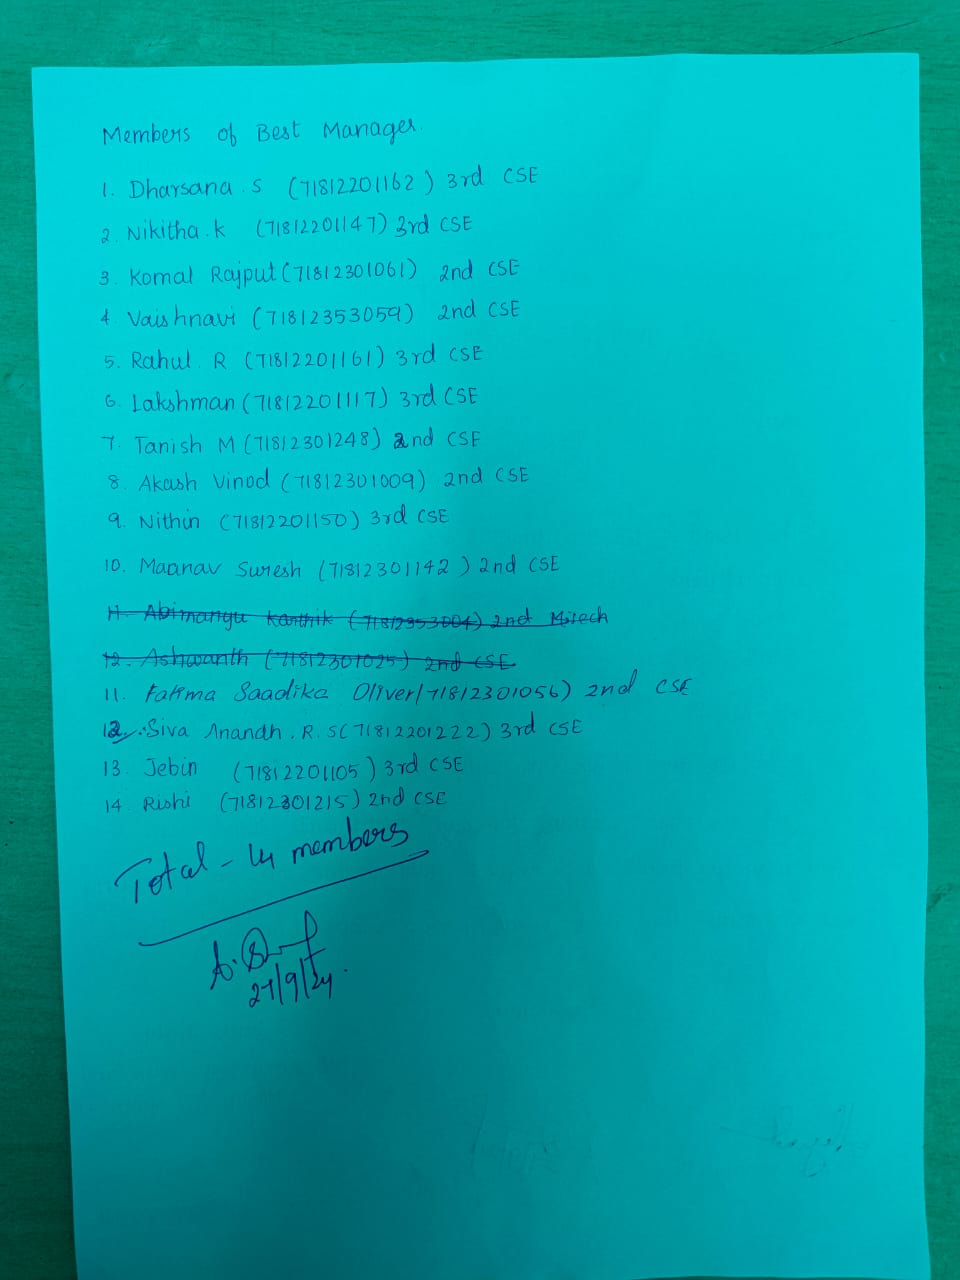 Members of Best Manager.
1. Dharsana.S (71812201162) 3rd CSE
2. Nikitha.k (71812201147) 3rd CSE
3. Komal Rajput (71812301061) 2nd CSE
4. Vaishnavi (71812353059) 2nd CSE
5. Rahul R (71812201161) 3rd CSE
6. Lakshman (71812201117) 3rd CSE
7. Tanish M (71812301248) 2nd CSE
8. Akash Vinod (71812301009) 2nd CSE
9. Nithin (71812201150) 3rd CSE
10. Maanav Suresh (71812301142) 2nd CSE
11. Abimanyu Karthik (71812353004) 2nd
12. Ashwanth (71812301025) 2nd CSE
11. Fatima Saadika Oliver (71812301056) 2nd CSE
12. Siva Anandh.R.S (71812201222) 3rd CSE
13. Jebin (71812201105) 3rd CSE
14. Rishi (71812301215) 2nd CSE
Total - 14 members
27/9/24.